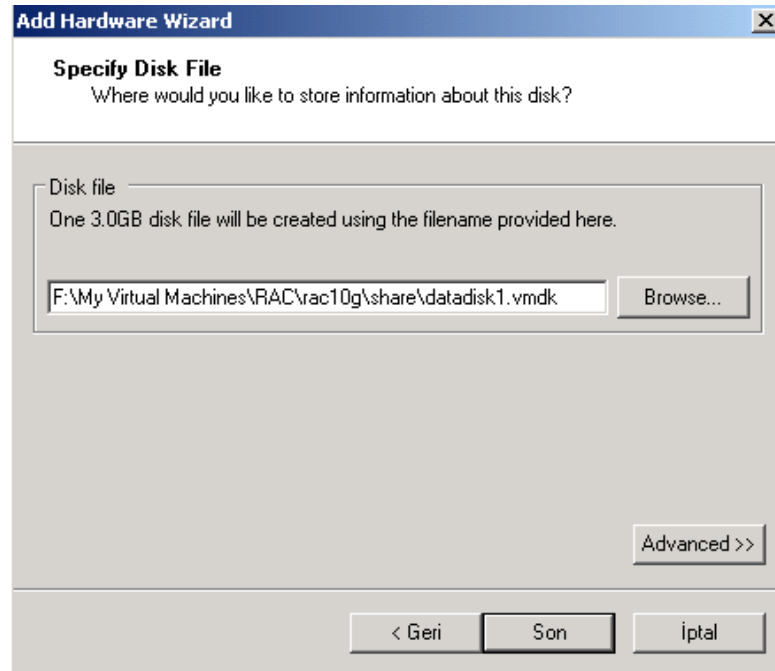 Add Hardware Wizard
Specify Disk File
Where would you like to store information about this disk?
Disk file
One 3.0GB disk file will be created using the filename provided here.
F:\My Virtual Machines\RAC\rac10g\share\datadisk1.vmdk
Browse...
Advanced >>
< Geri
Son
İptal